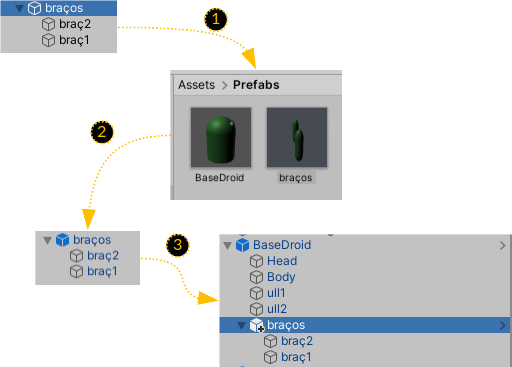 braços
braç2
braç1
1
Assets > Prefabs
BaseDroid
braços
2
braços
braç2
braç1
3
BaseDroid
Head
Body
ull1
ull2
braços
braç2
braç1